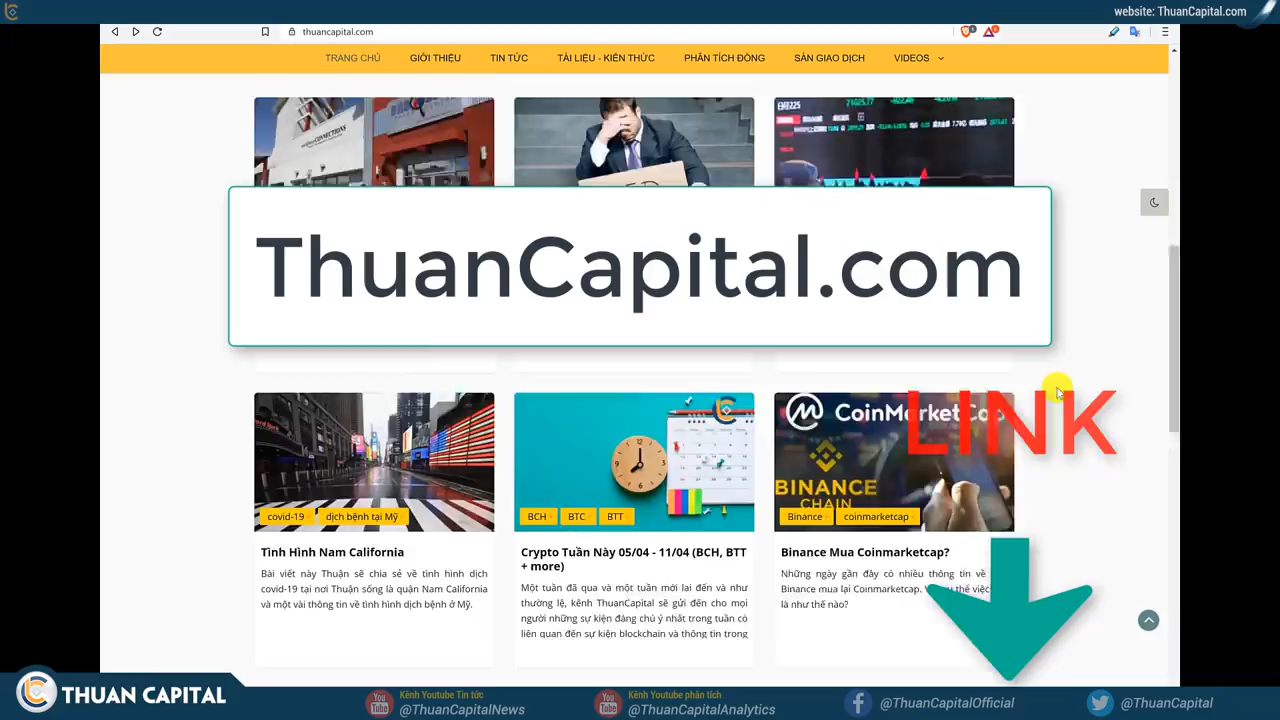 website: ThuanCapital.com
thuancapital.com
TRANG CHỦ GIỚI THIỆU TIN TỨC TÀI LIỆU - KIẾN THỨC PHÂN TÍCH ĐỒNG SÀN GIAO DỊCH VIDEOS
CONNECTIONS
ThuanCapital.com
LINK
CoinMarketCap
BINANCE
CHAIN
covid-19 dịch bệnh tại Mỹ
BCH BTC BTT
Binance coinmarketcap
Tình Hình Nam California
Bài viết này Thuận sẽ chia sẻ về tình hình dịch
covid-19 tại nơi Thuận sống là quận Nam California
và một vài thông tin về tình hình dịch bệnh ở Mỹ.
Crypto Tuần Này 05/04 - 11/04 (BCH, BTT
+ more)
Một tuần đã qua và một tuần mới lại đến và như
thường lệ, kênh ThuanCapital sẽ gửi đến cho mọi
người những sự kiện đáng chú ý nhất trong tuần có
liên quan đến sự kiện blockchain và thông tin trong
Binance Mua Coinmarketcap?
Những ngày gần đây có nhiều thông tin về
Binance mua lại Coinmarketcap. thể việc
là như thế nào?
THUAN CAPITAL
Kênh Youtube Tin tức
@ThuanCapitalNews
Kênh Youtube phân tích
@ThuanCapitalAnalytics
@ThuanCapitalOfficial
@ThuanCapital